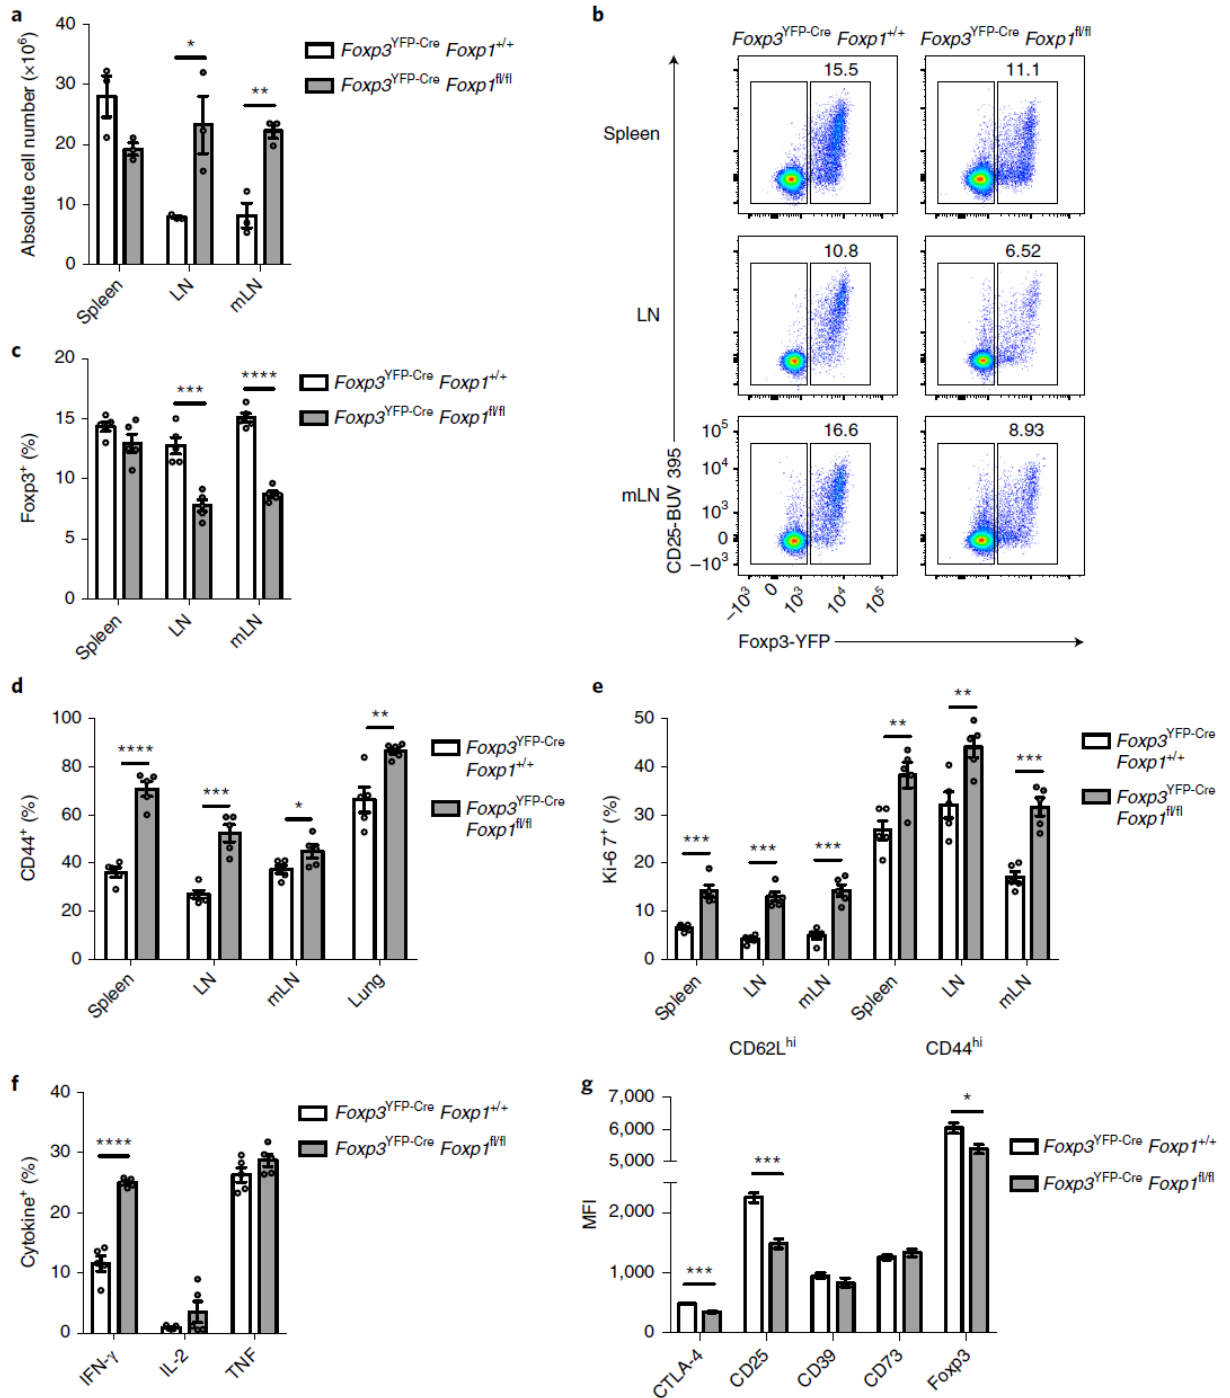 a
Absolute cell number (×10⁶)
40
30
20
10
0
Spleen
LN
mLN
*
**
Foxp3YFP-Cre Foxp1+/+
Foxp3YFP-Cre Foxp1fl/fl
b
Foxp3YFP-Cre Foxp1+/+
Foxp3YFP-Cre Foxp1fl/fl
Spleen
15.5
11.1
LN
10.8
6.52
mLN
16.6
8.93
CD25-BUV 395
10⁵
10⁴
10³
0
−10³
−10³
0
10³
10⁴
10⁵
Foxp3-YFP
c
Foxp3+ (%)
20
15
10
5
0
Spleen
LN
mLN
***
****
Foxp3YFP-Cre Foxp1+/+
Foxp3YFP-Cre Foxp1fl/fl
d
CD44+ (%)
100
80
60
40
20
0
Spleen
LN
mLN
Lung
****
***
*
**
Foxp3YFP-Cre
Foxp1+/+
Foxp3YFP-Cre
Foxp1fl/fl
e
Ki-6 7+ (%)
50
40
30
20
10
0
***
***
***
**
**
***
Spleen
LN
mLN
Spleen
LN
mLN
CD62Lhi
CD44hi
Foxp3YFP-Cre
Foxp1+/+
Foxp3YFP-Cre
Foxp1fl/fl
f
Cytokine+ (%)
40
30
20
10
0
****
IFN-γ
IL-2
TNF
Foxp3YFP-Cre Foxp1+/+
Foxp3YFP-Cre Foxp1fl/fl
g
MFI
7,000
6,000
5,000
2,000
1,000
0
***
***
*
CTLA-4
CD25
CD39
CD73
Foxp3
Foxp3YFP-Cre Foxp1+/+
Foxp3YFP-Cre Foxp1fl/fl